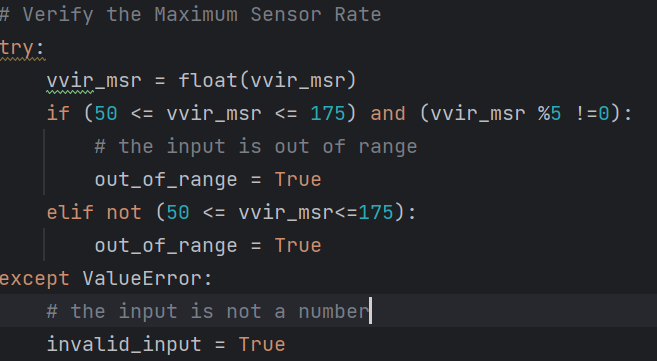 # Verify the Maximum Sensor Rate
try:
    vvir_msr = float(vvir_msr)
    if (50 <= vvir_msr <= 175) and (vvir_msr %5 !=0):
        # the input is out of range
        out_of_range = True
    elif not (50 <= vvir_msr<=175):
        out_of_range = True
except ValueError:
    # the input is not a number
    invalid_input = True